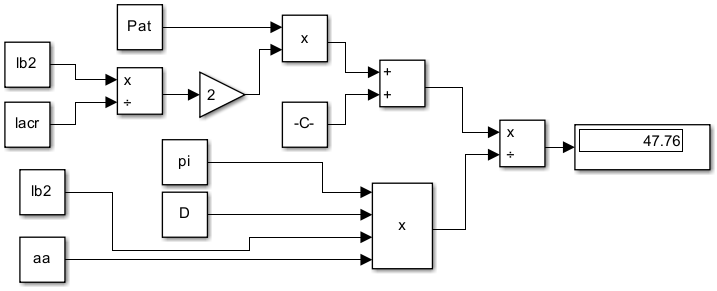 Pat
x
lb2
x
÷
2
+
+
lacr
-C-
x
÷
47.76
pi
lb2
D
x
aa